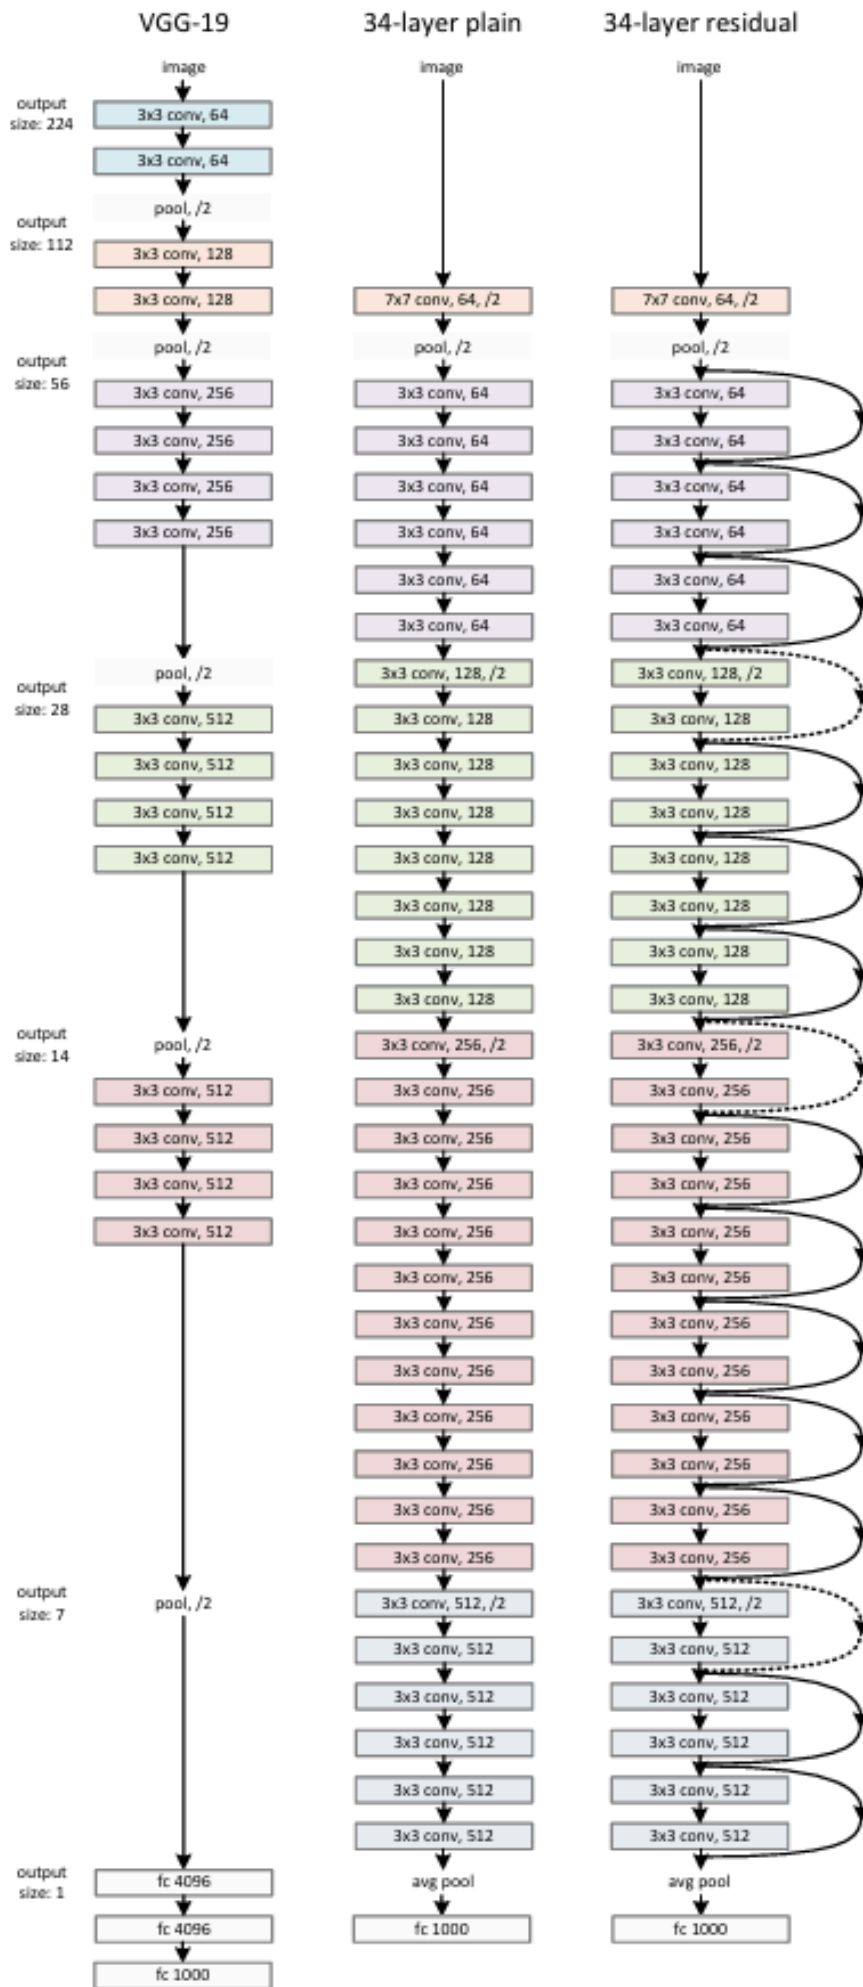 VGG-19 34-layer plain 34-layer residual
image image image
output
size: 224
3x3 conv, 64
3x3 conv, 64
pool, /2
output
size: 112
3x3 conv, 128
3x3 conv, 128 7x7 conv, 64, /2 7x7 conv, 64, /2
pool, /2 pool, /2 pool, /2
output
size: 56
3x3 conv, 256 3x3 conv, 64 3x3 conv, 64
3x3 conv, 256 3x3 conv, 64 3x3 conv, 64
3x3 conv, 256 3x3 conv, 64 3x3 conv, 64
3x3 conv, 256 3x3 conv, 64 3x3 conv, 64
3x3 conv, 64 3x3 conv, 64
3x3 conv, 64 3x3 conv, 64
pool, /2 3x3 conv, 128, /2 3x3 conv, 128, /2
output
size: 28
3x3 conv, 512 3x3 conv, 128 3x3 conv, 128
3x3 conv, 512 3x3 conv, 128 3x3 conv, 128
3x3 conv, 512 3x3 conv, 128 3x3 conv, 128
3x3 conv, 512 3x3 conv, 128 3x3 conv, 128
3x3 conv, 128 3x3 conv, 128
3x3 conv, 128 3x3 conv, 128
3x3 conv, 128 3x3 conv, 128
output
size: 14
pool, /2 3x3 conv, 256, /2 3x3 conv, 256, /2
3x3 conv, 512 3x3 conv, 256 3x3 conv, 256
3x3 conv, 512 3x3 conv, 256 3x3 conv, 256
3x3 conv, 512 3x3 conv, 256 3x3 conv, 256
3x3 conv, 512 3x3 conv, 256 3x3 conv, 256
3x3 conv, 256 3x3 conv, 256
3x3 conv, 256 3x3 conv, 256
3x3 conv, 256 3x3 conv, 256
3x3 conv, 256 3x3 conv, 256
3x3 conv, 256 3x3 conv, 256
3x3 conv, 256 3x3 conv, 256
3x3 conv, 256 3x3 conv, 256
output
size: 7
pool, /2 3x3 conv, 512, /2 3x3 conv, 512, /2
3x3 conv, 512 3x3 conv, 512
3x3 conv, 512 3x3 conv, 512
3x3 conv, 512 3x3 conv, 512
3x3 conv, 512 3x3 conv, 512
3x3 conv, 512 3x3 conv, 512
output
size: 1
fc 4096 avg pool avg pool
fc 4096 fc 1000 fc 1000
fc 1000